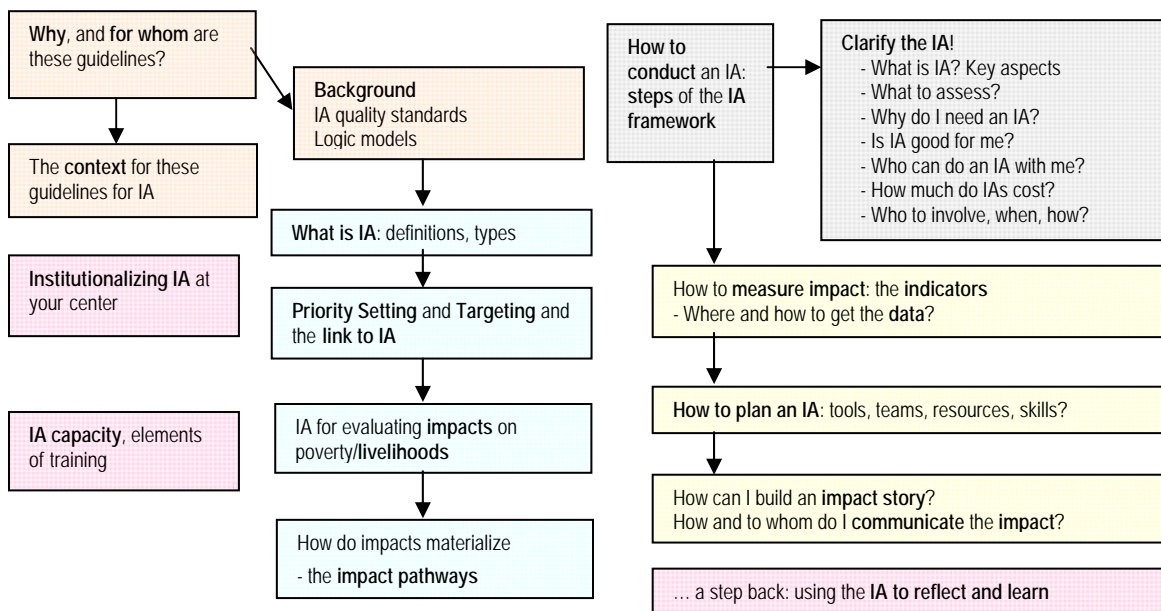 Why, and for whom are
these guidelines?
The context for these
guidelines for IA
Institutionalizing IA at
your center
IA capacity, elements
of training
Background
IA quality standards
Logic models
What is IA: definitions, types
Priority Setting and Targeting and
the link to IA
IA for evaluating impacts on
poverty/livelihoods
How do impacts materialize
- the impact pathways
How to
conduct an IA:
steps of the IA
framework
Clarify the IA!
- What is IA? Key aspects
- What to assess?
- Why do I need an IA?
- Is IA good for me?
- Who can do an IA with me?
- How much do IAs cost?
- Who to involve, when, how?
How to measure impact: the indicators
- Where and how to get the data?
How to plan an IA: tools, teams, resources, skills?
How can I build an impact story?
How and to whom do I communicate the impact?
... a step back: using the IA to reflect and learn